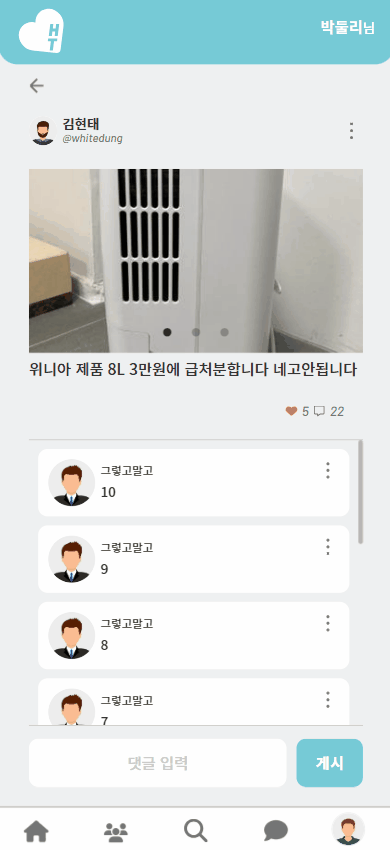 HT
박둘리님
김현태
@whitedung
위니아 제품 8L 3만원에 급처분합니다 네고안됩니다
5 22
그렇고말고
10
그렇고말고
9
그렇고말고
8
그렇고말고
7
댓글 입력
게시